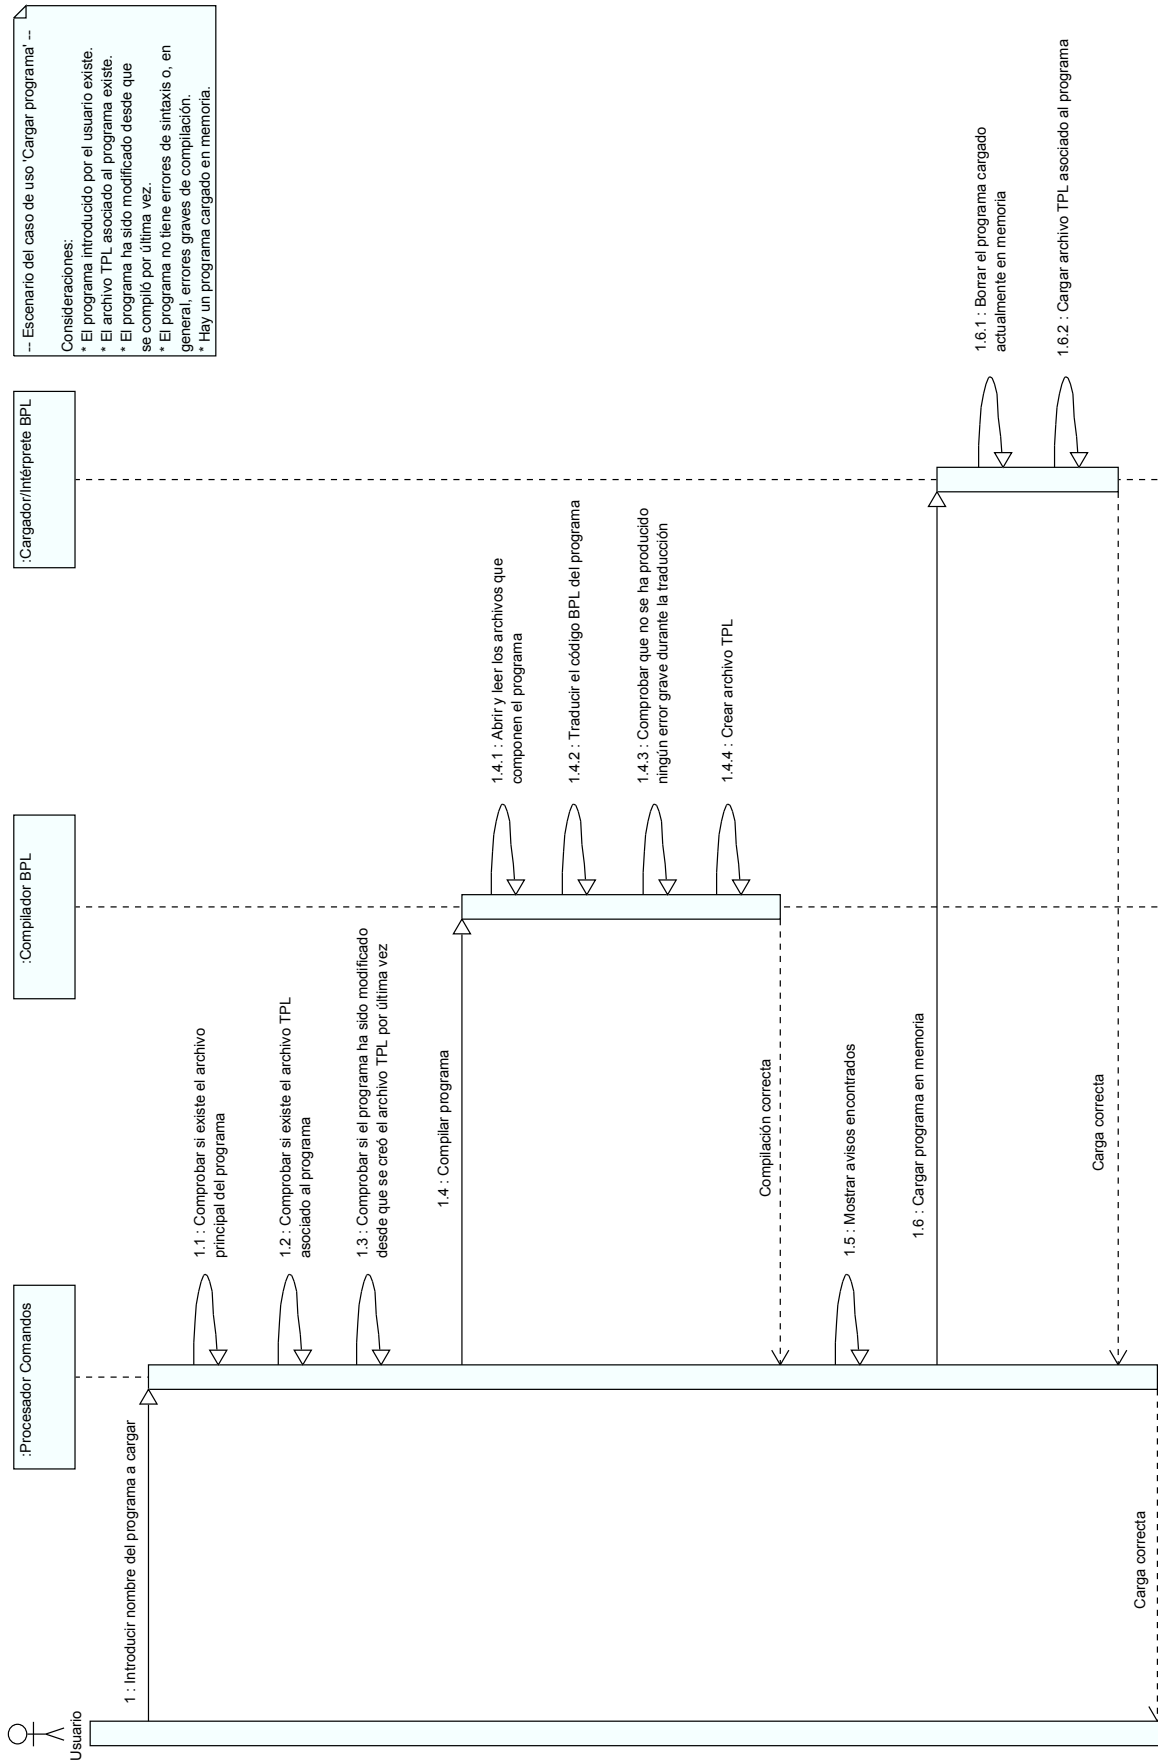 Usuario
:Procesador Comandos
:Compilador BPL
:Cargador/Intérprete BPL
-- Escenario del caso de uso 'Cargar programa' --
Consideraciones:
* El programa introducido por el usuario existe.
* El archivo TPL asociado al programa existe.
* El programa ha sido modificado desde que
se compiló por última vez.
* El programa no tiene errores de sintaxis o, en
general, errores graves de compilación.
* Hay un programa cargado en memoria.
1 : Introducir nombre del programa a cargar
1.1 : Comprobar si existe el archivo
principal del programa
1.2 : Comprobar si existe el archivo TPL
asociado al programa
1.3 : Comprobar si el programa ha sido modificado
desde que se creó el archivo TPL por última vez
1.4 : Compilar programa
1.4.1 : Abrir y leer los archivos que
componen el programa
1.4.2 : Traducir el código BPL del programa
1.4.3 : Comprobar que no se ha producido
ningún error grave durante la traducción
1.4.4 : Crear archivo TPL
Compilación correcta
1.5 : Mostrar avisos encontrados
1.6 : Cargar programa en memoria
1.6.1 : Borrar el programa cargado
actualmente en memoria
1.6.2 : Cargar archivo TPL asociado al programa
Carga correcta
Carga correcta